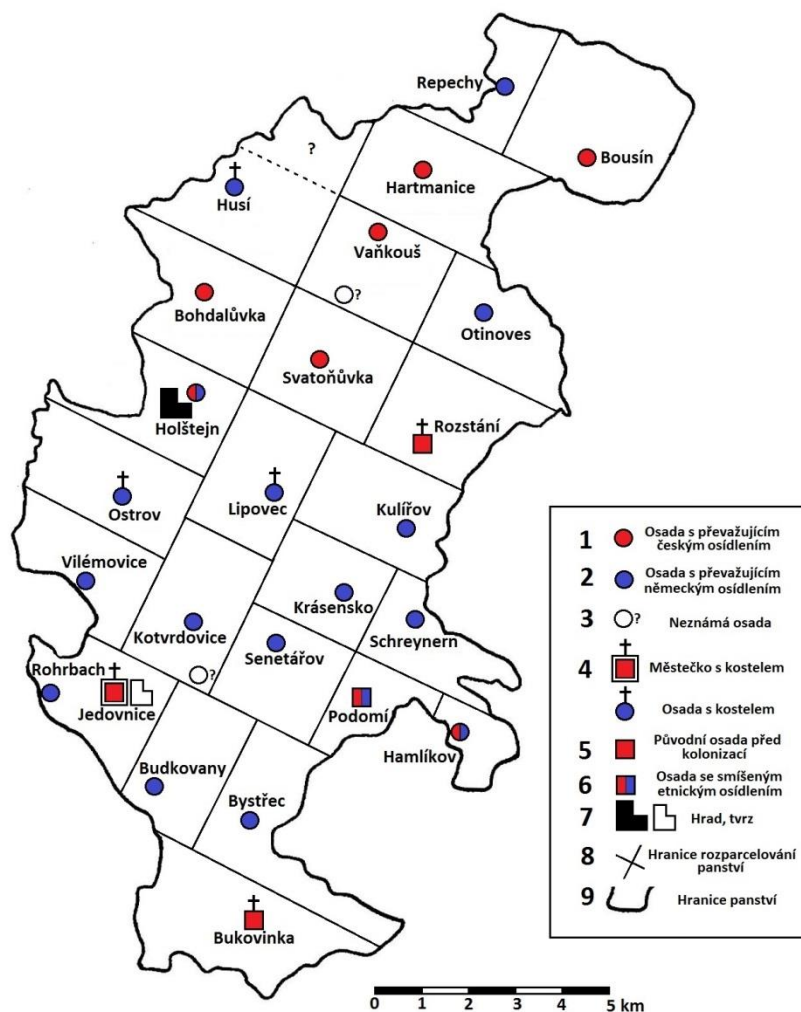 Repechy
Bousín
?
Hartmanice
Husí
Vaňkouš
?
Bohdalůvka
Otinoves
Svatoňůvka
Rozstání
Holštejn
Ostrov
Lipovec
Kulířov
Vilémovice
Krásensko
Kotvrdovice
Schreynern
Senetářov
?
Rohrbach
Jedovnice
Podomí
Hamlíkov
Budkovany
Bystřec
Bukovinka
1 Osada s převažujícím
českým osídlením
2 Osada s převažujícím
německým osídlením
3 ? Neznámá osada
4 Městečko s kostelem
Osada s kostelem
5 Původní osada před
kolonizací
6 Osada se smíšeným
etnickým osídlením
7 Hrad, tvrz
8 Hranice rozparcelování
panství
9 Hranice panství
0 1 2 3 4 5 km